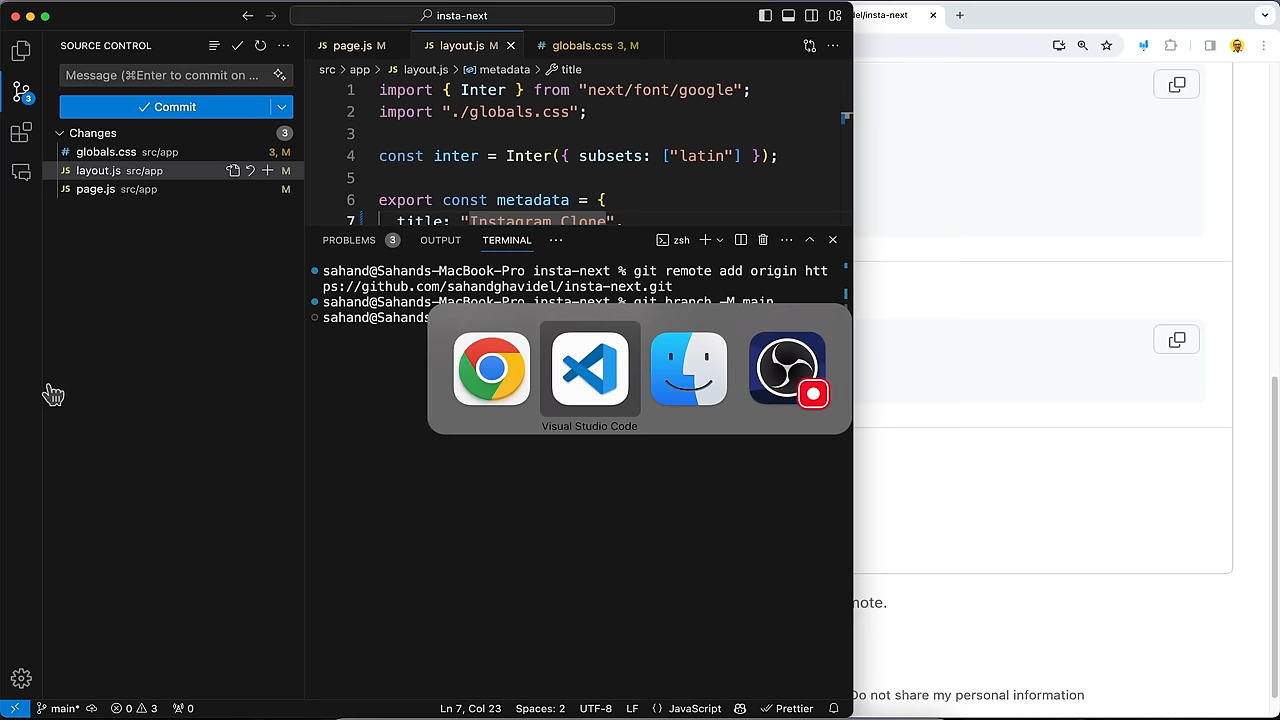 insta-next
SOURCE CONTROL
Message (⌘Enter to commit on ...
Commit
Changes 3
# globals.css src/app 3, M
JS layout.js src/app M
JS page.js src/app M
3
JS page.js M
JS layout.js M
# globals.css 3, M
src > app > JS layout.js > metadata > title
1 import { Inter } from "next/font/google";
2 import "./globals.css";
3
4 const inter = Inter({ subsets: ["latin"] });
5
6 export const metadata = {
7 title: "Instagram Clone",
PROBLEMS 3 OUTPUT TERMINAL ... zsh
sahand@Sahands-MacBook-Pro insta-next % git remote add origin htt
ps://github.com/sahandghavidel/insta-next.git
sahand@Sahands-MacBook-Pro insta-next % git branch -M main
sahand@Sahands
Visual Studio Code
main* 0 3 0 Ln 7, Col 23 Spaces: 2 UTF-8 LF {} JavaScript Prettier
/insta-next
Do not share my personal information